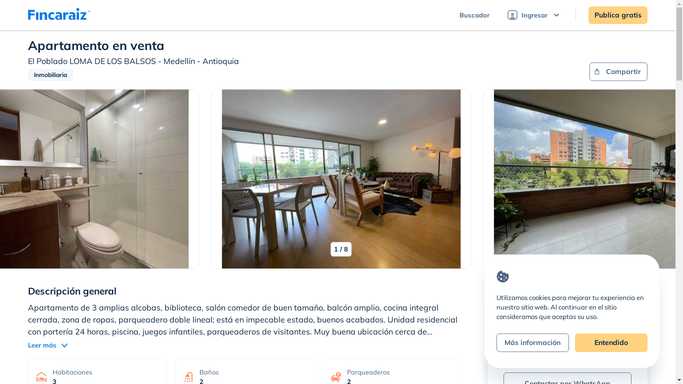 Fincaraiz
Buscador
Ingresar
Publica gratis
Apartamento en venta
El Poblado LOMA DE LOS BALSOS - Medellín - Antioquia
Inmobiliaria
Compartir
1 / 8
Descripción general
Apartamento de 3 amplias alcobas, biblioteca, salón comedor de buen tamaño, balcón amplio, cocina integral
cerrada, zona de ropas, parqueadero doble lineal; está en impecable estado, buenos acabados. Unidad residencial
con portería 24 horas, piscina, juegos infantiles, parqueaderos de visitantes. Muy buena ubicación cerca de...
Leer más
Habitaciones
3
Baños
2
Parqueaderos
2
Utilizamos cookies para mejorar tu experiencia en
nuestro sitio web. Al continuar en el sitio
consideramos que aceptas su uso.
Más información
Entendido
Contactar por WhatsApp